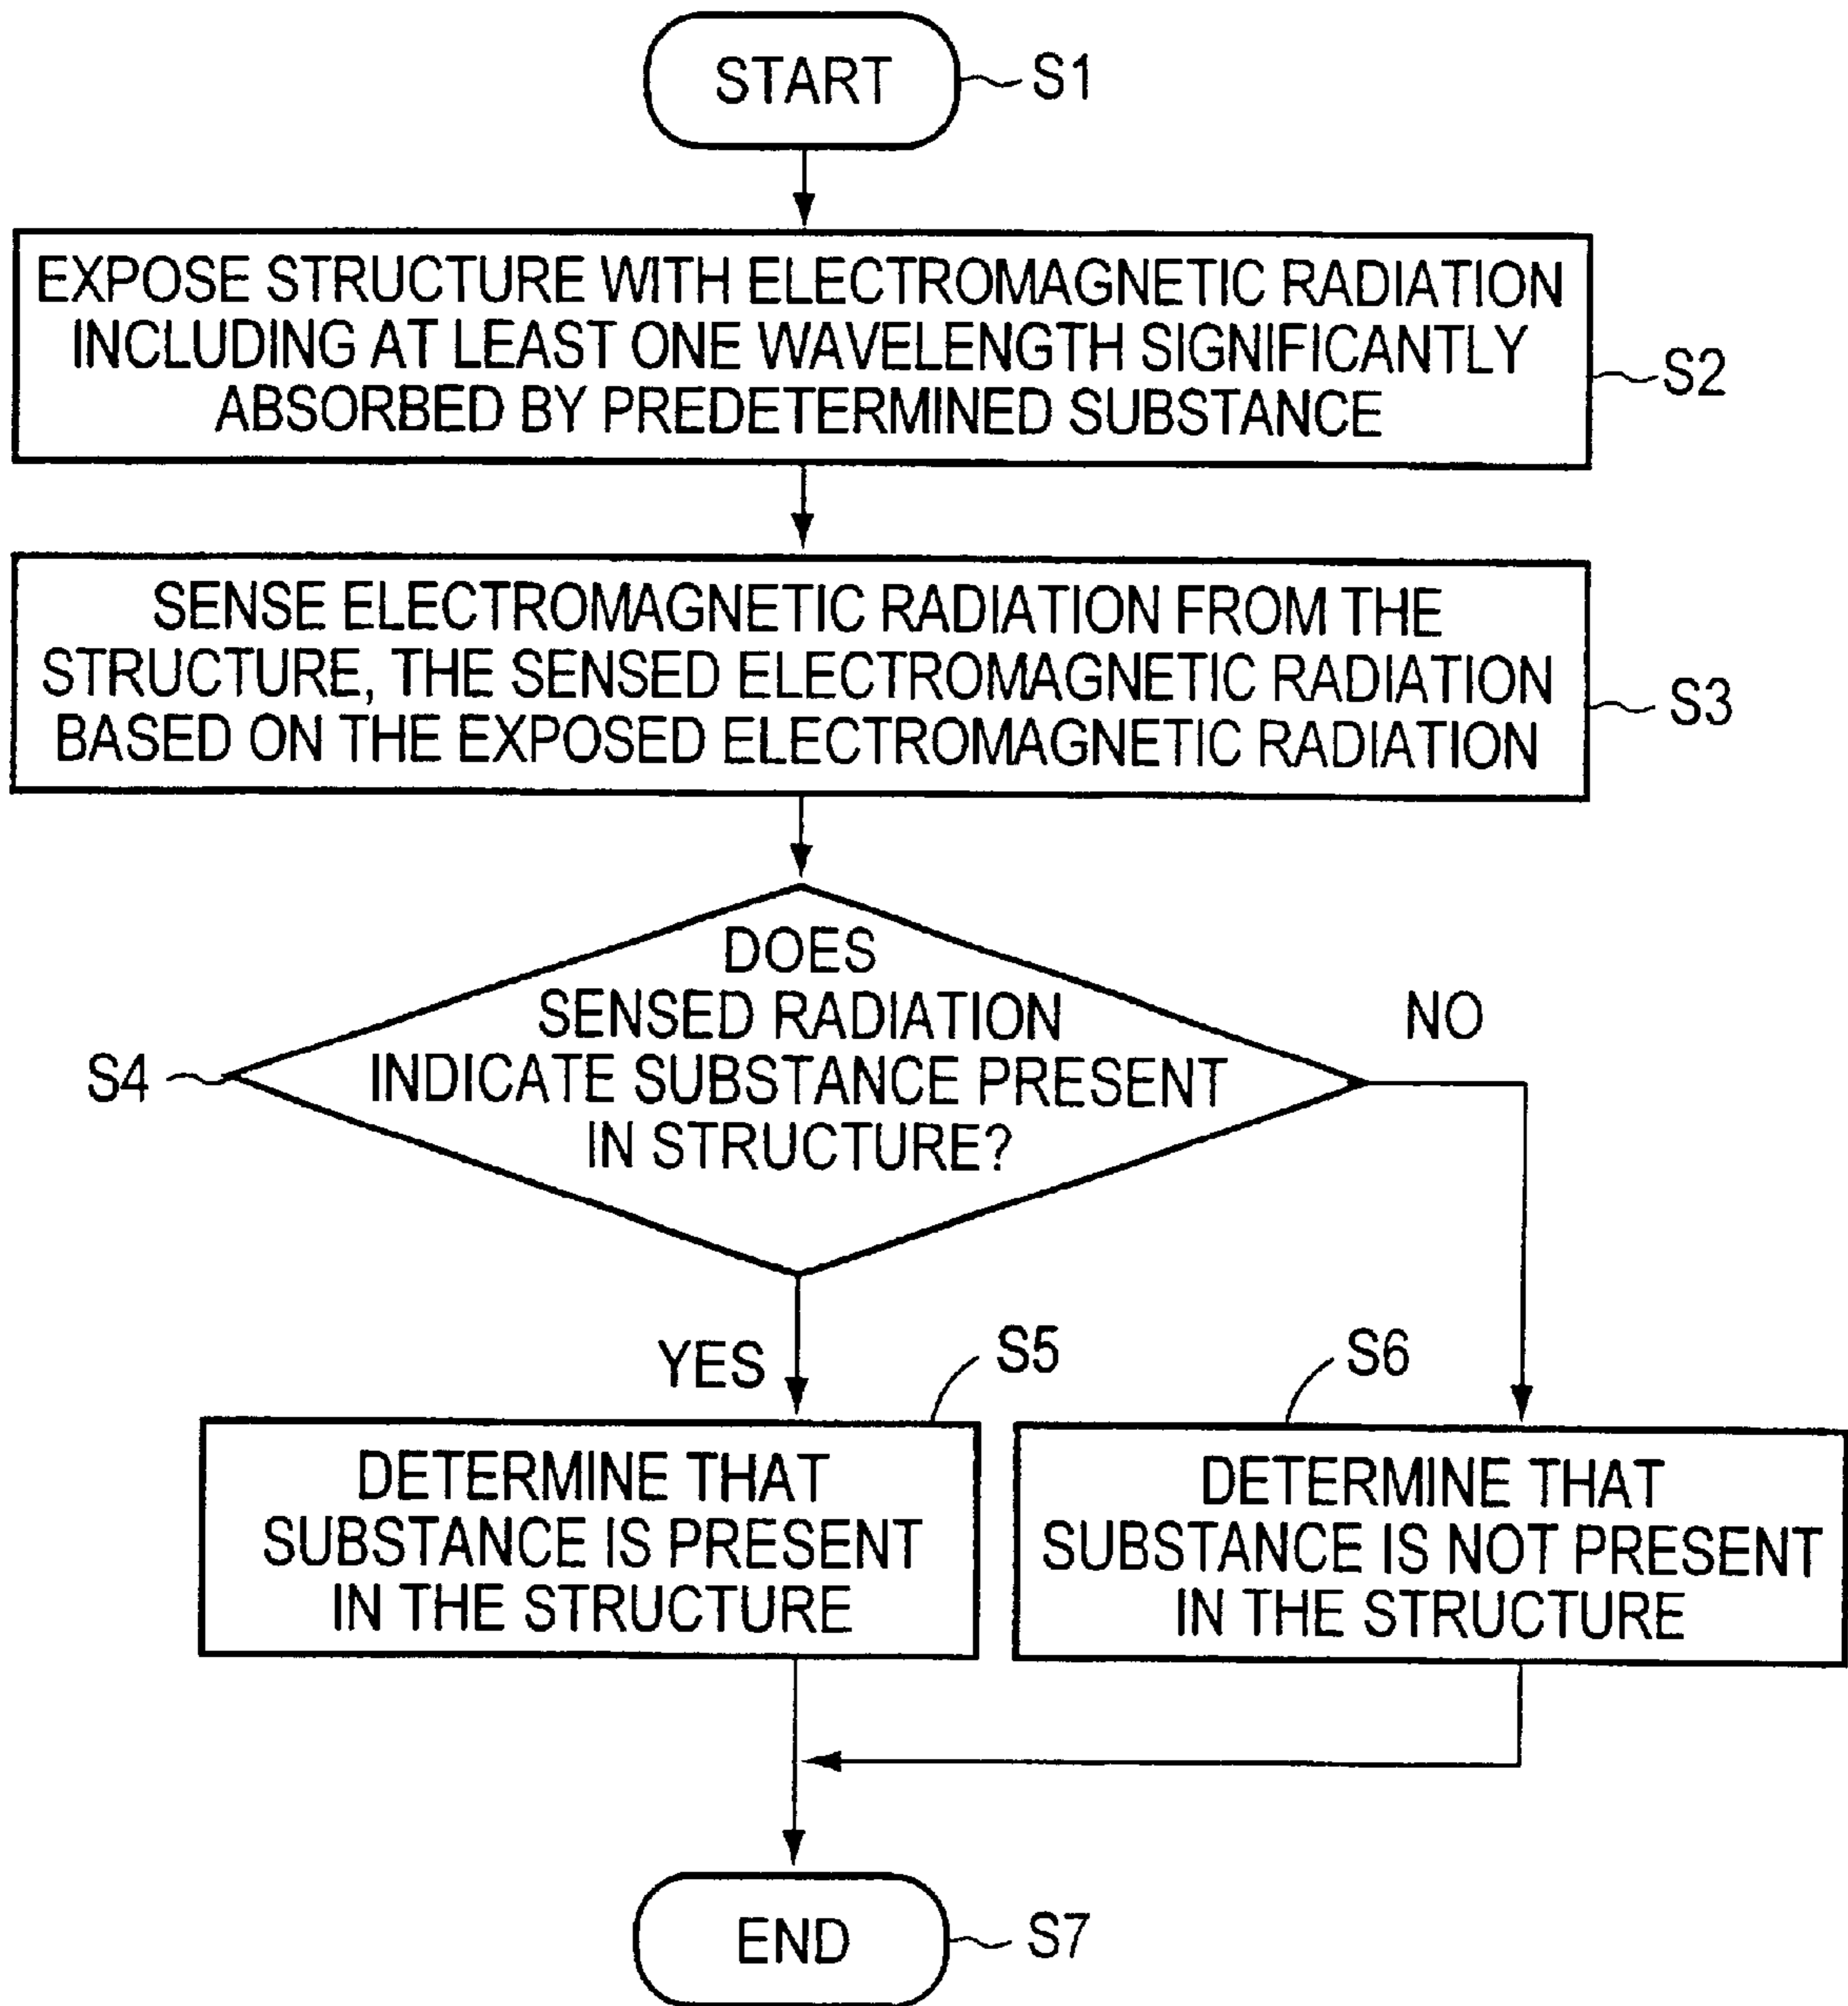 START
S1
EXPOSE STRUCTURE WITH ELECTROMAGNETIC RADIATION
INCLUDING AT LEAST ONE WAVELENGTH SIGNIFICANTLY
ABSORBED BY PREDETERMINED SUBSTANCE
S2
SENSE ELECTROMAGNETIC RADIATION FROM THE
STRUCTURE, THE SENSED ELECTROMAGNETIC RADIATION
BASED ON THE EXPOSED ELECTROMAGNETIC RADIATION
S3
DOES
SENSED RADIATION
INDICATE SUBSTANCE PRESENT
IN STRUCTURE?
S4
NO
YES
S5
S6
DETERMINE THAT
SUBSTANCE IS PRESENT
IN THE STRUCTURE
DETERMINE THAT
SUBSTANCE IS NOT PRESENT
IN THE STRUCTURE
END
S7